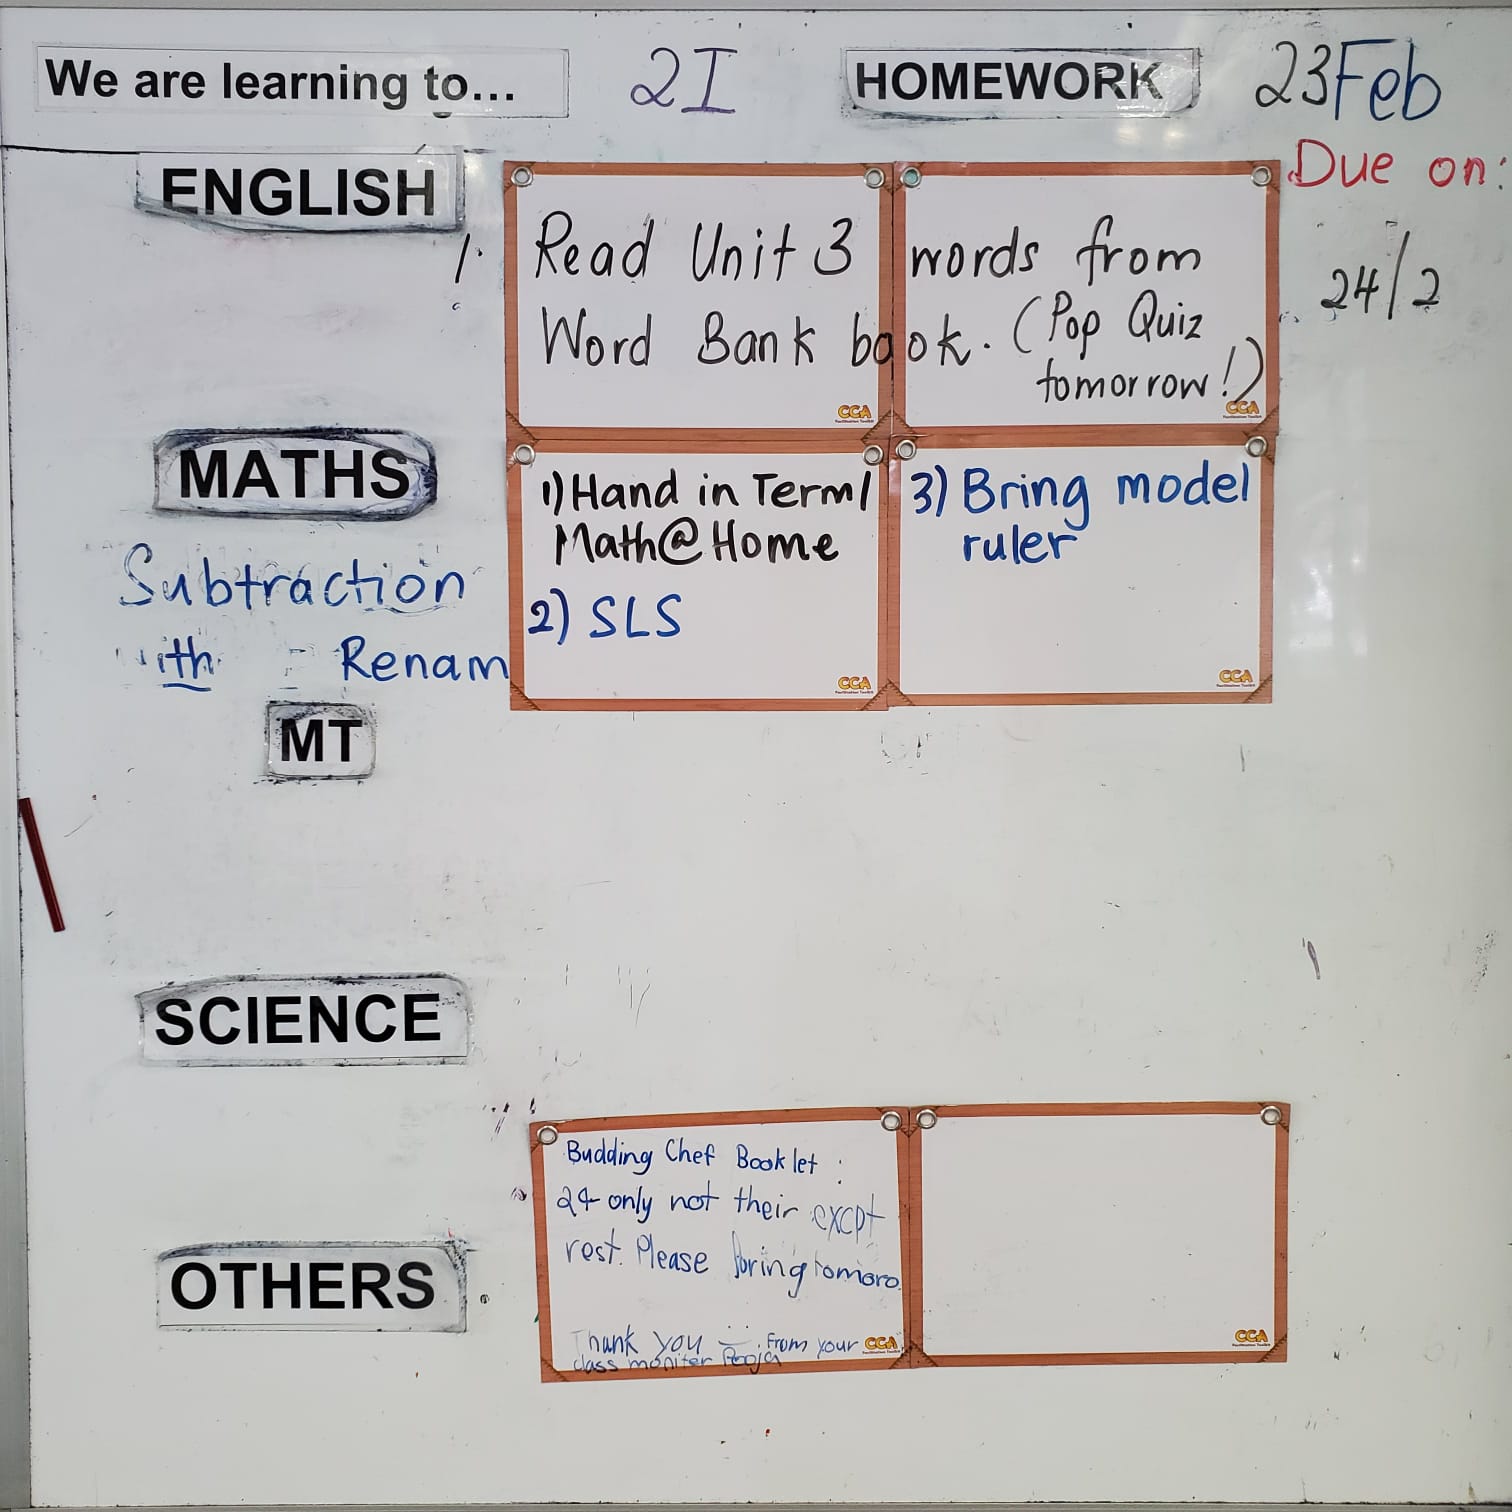 We are learning to...
2I
HOMEWORK
23 Feb
Due on:
ENGLISH
1. Read Unit 3 words from
Word Bank book. (Pop Quiz
tomorrow!)
24/2
CCA
CCA
MATHS
Subtraction
ith Renam
1) Hand in Term 1
Math@Home
2) SLS
CCA
3) Bring model
ruler
CCA
MT
SCIENCE
OTHERS
Budding Chef Booklet :
24 only not their excpt
rest. Please bring tomoro
Thank you From your
class moniter Pooja
CCA
CCA